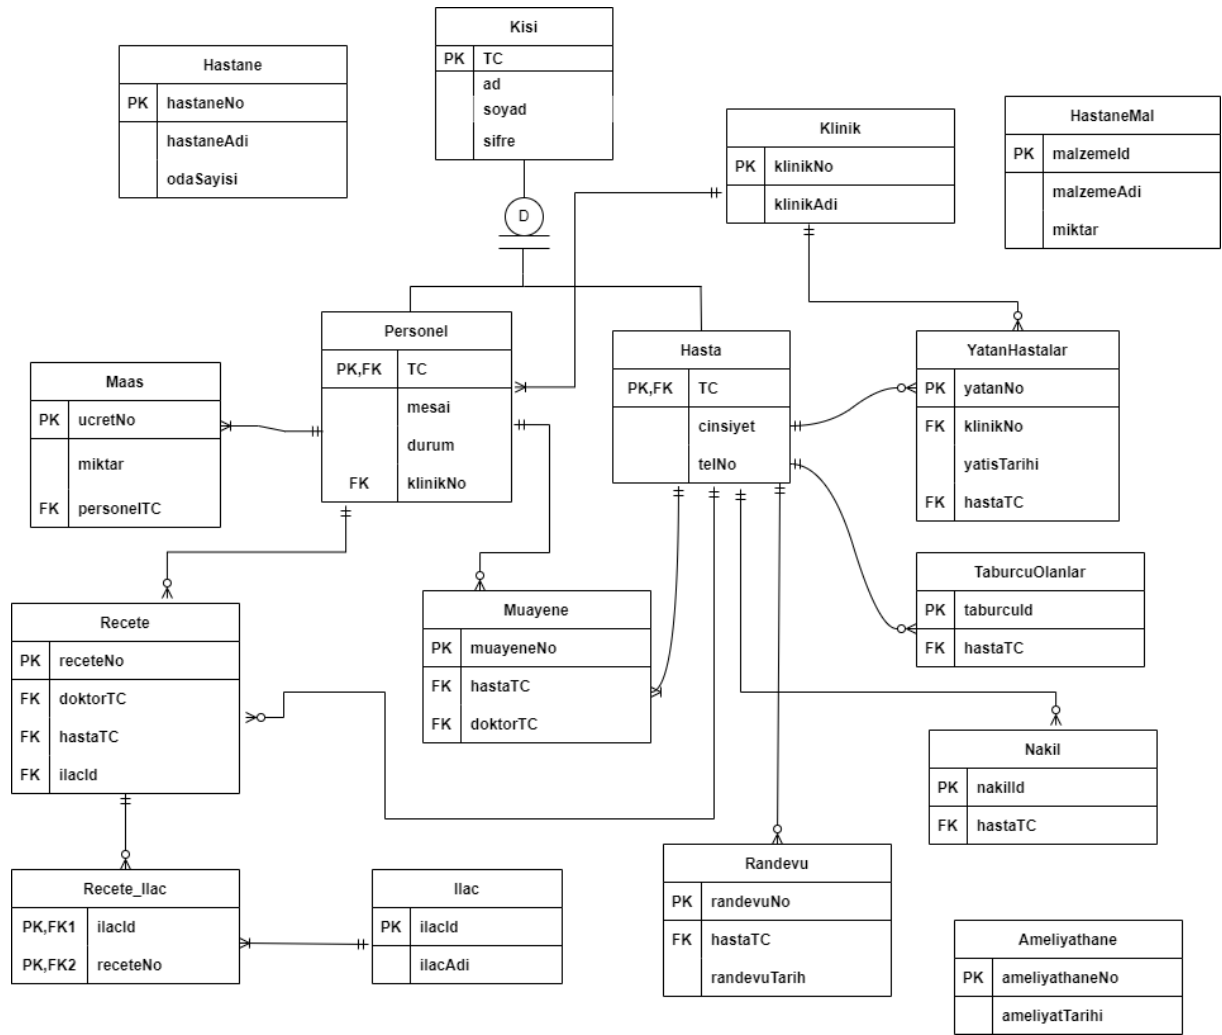 Kisi
PK TC
ad
soyad
sifre
Hastane
PK hastaneNo
hastaneAdi
odaSayisi
Klinik
PK klinikNo
klinikAdi
HastaneMal
PK malzemeId
malzemeAdi
miktar
D
Personel
PK,FK TC
mesai
durum
FK klinikNo
Hasta
PK,FK TC
cinsiyet
telNo
YatanHastalar
PK yatanNo
FK klinikNo
yatisTarihi
FK hastaTC
Maas
PK ucretNo
miktar
FK personelTC
TaburcuOlanlar
PK taburcuId
FK hastaTC
Recete
PK receteNo
FK doktorTC
FK hastaTC
FK ilacId
Muayene
PK muayeneNo
FK hastaTC
FK doktorTC
Nakil
PK nakilId
FK hastaTC
Recete_Ilac
PK,FK1 ilacId
PK,FK2 receteNo
Ilac
PK ilacId
ilacAdi
Randevu
PK randevuNo
FK hastaTC
randevuTarih
Ameliyathane
PK ameliyathaneNo
ameliyatTarihi